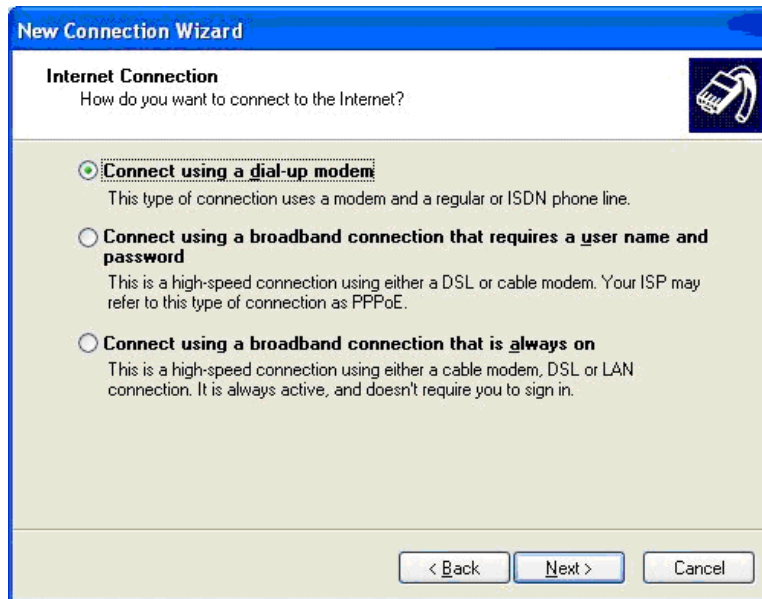 New Connection Wizard
Internet Connection
How do you want to connect to the Internet?
Connect using a dial-up modem
This type of connection uses a modem and a regular or ISDN phone line.
Connect using a broadband connection that requires a user name and
password
This is a high-speed connection using either a DSL or cable modem. Your ISP may
refer to this type of connection as PPPoE.
Connect using a broadband connection that is always on
This is a high-speed connection using either a cable modem, DSL or LAN
connection. It is always active, and doesn't require you to sign in.
< Back Next > Cancel